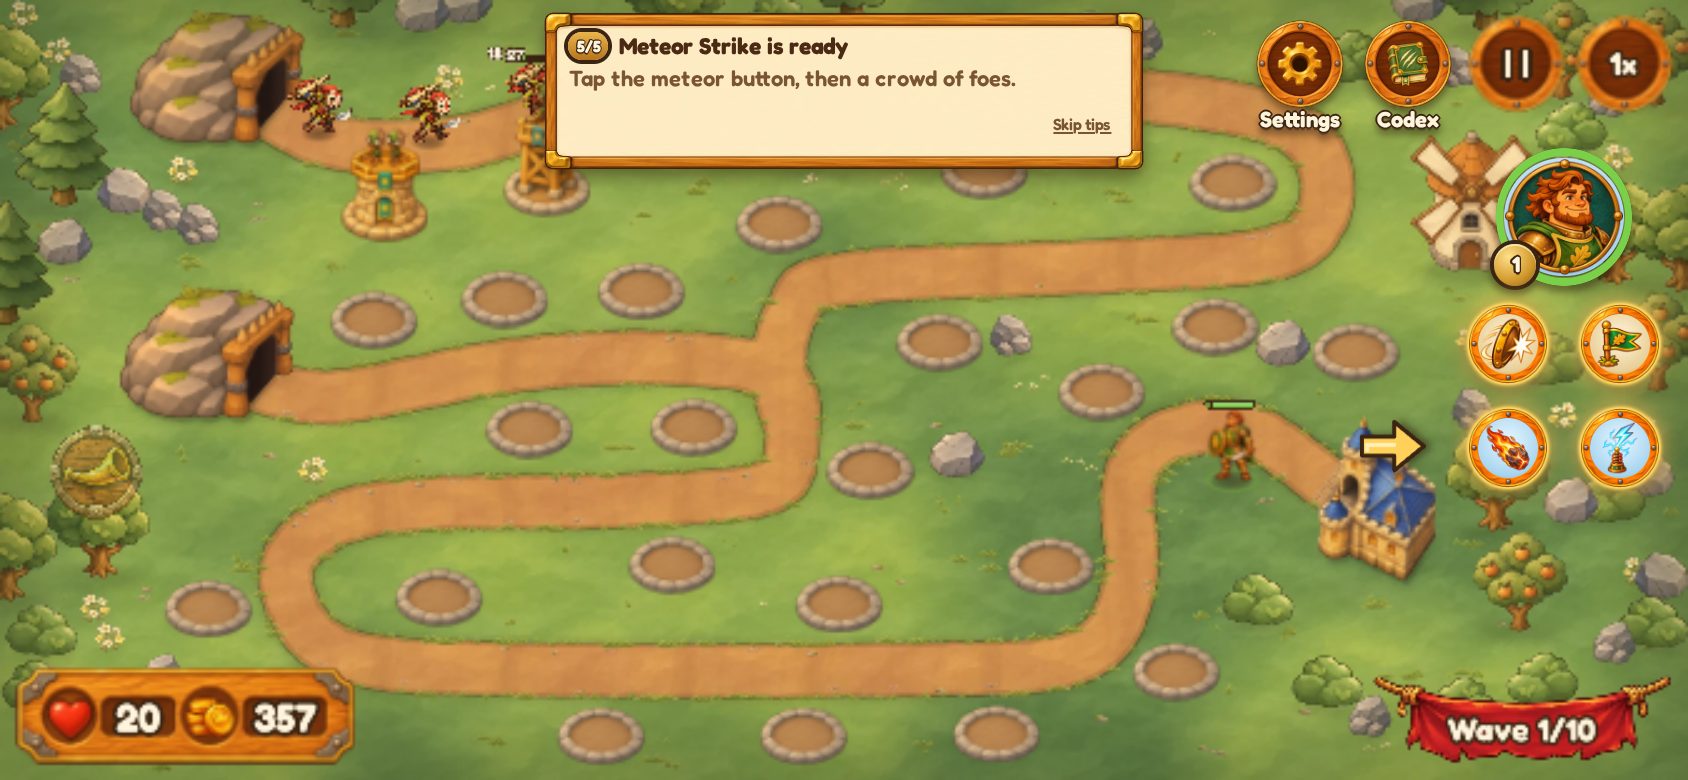 5/5 Meteor Strike is ready
Tap the meteor button, then a crowd of foes.
Skip tips
1x
Settings
Codex
1
20
357
Wave 1/10